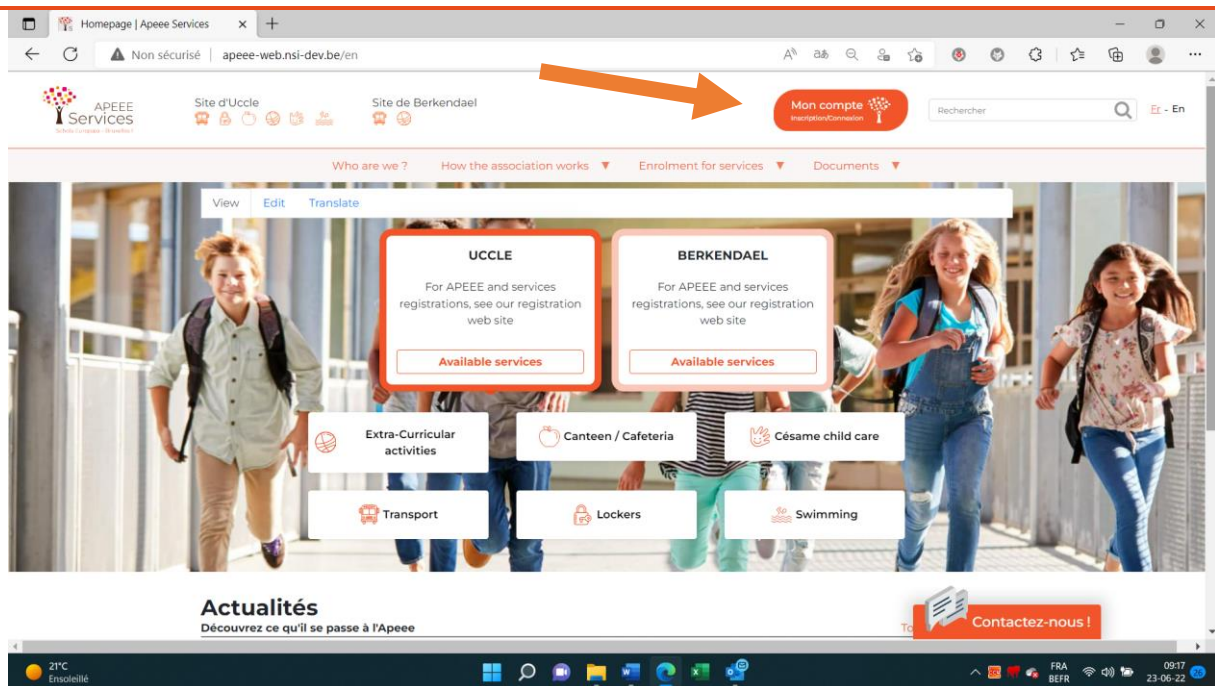 Homepage | Apeee Services
Non sécurisé | apeee-web.nsi-dev.be/en
APEEE
Services
Site d'Uccle
Site de Berkendael
Mon compte
Inscription/Connexion
Rechercher
Fr - En
Who are we ? How the association works ▼ Enrolment for services ▼ Documents ▼
View Edit Translate
UCCLE
For APEEE and services
registrations, see our registration
web site
Available services
BERKENDAEL
For APEEE and services
registrations, see our registration
web site
Available services
Extra-Curricular
activities
Canteen / Cafeteria
Césame child care
Transport
Lockers
Swimming
Actualités
Découvrez ce qu'il se passe à l'Apeee
To
Contactez-nous !
21°C
Ensoleillé
FRA
BEFR
09:17
23-06-22
26